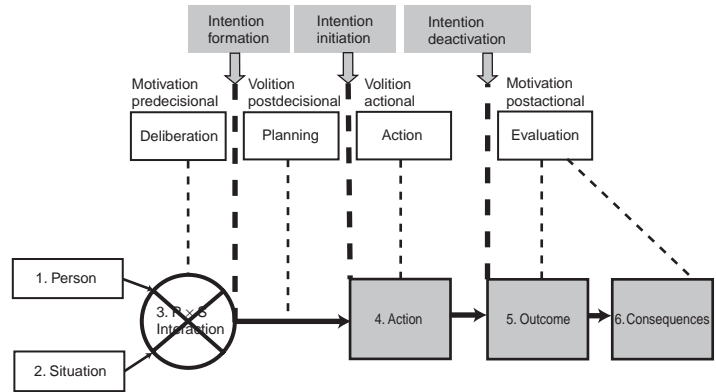 Intention
formation
Intention
initiation
Intention
deactivation
Motivation
predecisional
Volition
postdecisional
Volition
actional
Motivation
postactional
Deliberation
Planning
Action
Evaluation
1. Person
3. P × S
Interaction
2. Situation
4. Action
5. Outcome
6.Consequences